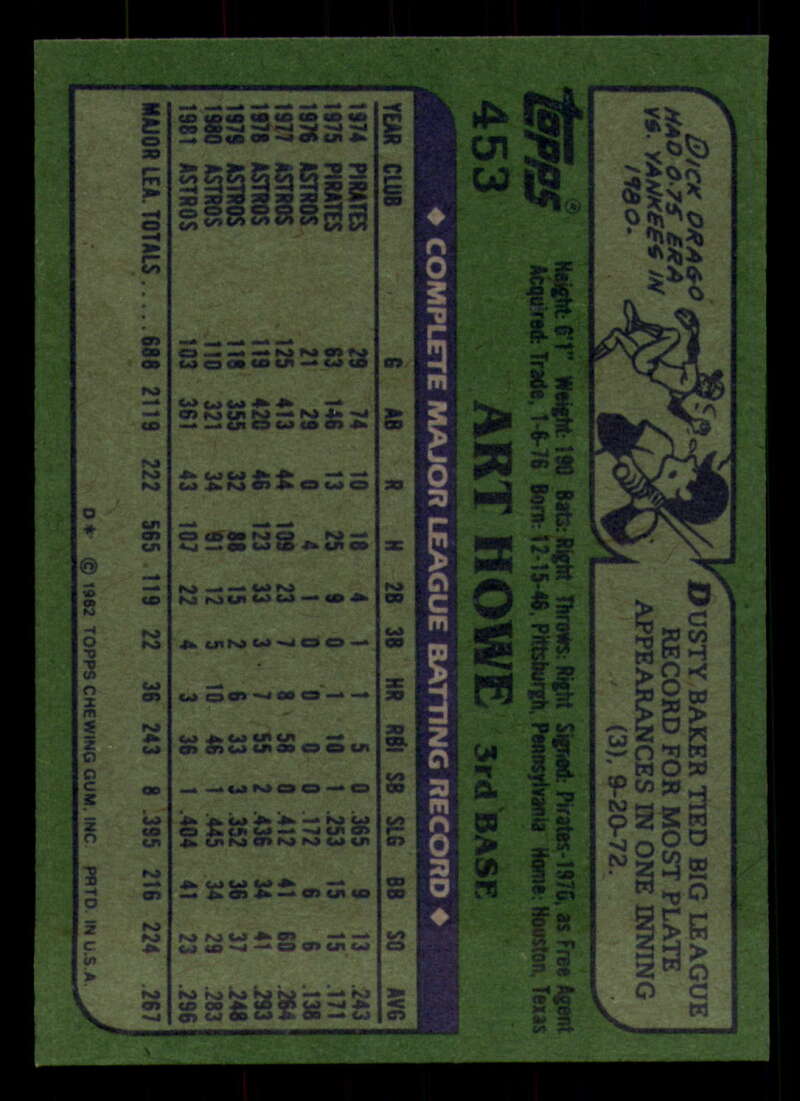 DICK DRAGO
HAD 0.75 ERA
VS. YANKEES IN
1980.
DUSTY BAKER TIED BIG LEAGUE
RECORD FOR MOST PLATE
APPEARANCES IN ONE INNING
(3), 9-20-72.
Topps®
453
Height: 6'1" Weight: 190 Bats: Right Throws: Right Signed: Pirates-1970, as Free Agent
Acquired: Trade, 1-6-76 Born: 12-15-46, Pittsburgh, Pennsylvania Home: Houston, Texas
ART HOWE 3rd BASE
◆ COMPLETE MAJOR LEAGUE BATTING RECORD ◆
YEAR CLUB G AB R H 2B 3B HR RBI SB SLG BB SO AVG
1974 PIRATES 29 74 10 18 4 1 1 5 0 .365 9 13 .243
1975 PIRATES 63 146 13 25 9 0 1 10 1 .253 15 15 .171
1976 ASTROS 21 29 0 4 1 0 0 0 0 .172 6 6 .138
1977 ASTROS 125 413 44 109 23 7 8 58 0 .412 41 60 .264
1978 ASTROS 119 420 46 123 33 3 7 55 2 .436 34 41 .293
1979 ASTROS 118 355 32 88 15 2 6 33 3 .352 36 37 .248
1980 ASTROS 110 321 34 91 12 5 10 46 1 .445 34 29 .283
1981 ASTROS 103 361 43 107 22 4 3 36 1 .404 41 23 .296
MAJOR LEA. TOTALS..... 688 2119 222 565 119 22 36 243 8 .395 216 224 .267
D* © 1982 TOPPS CHEWING GUM, INC. PRTD. IN U.S.A.